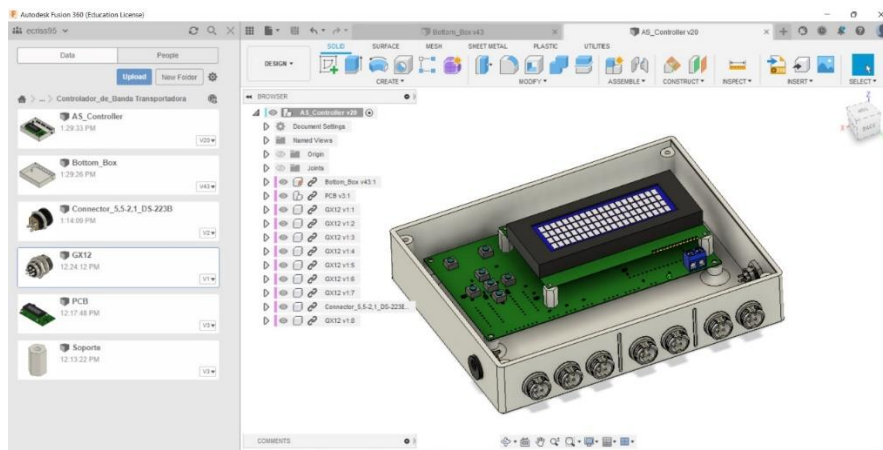 Autodesk Fusion 360 (Education License)
ecriss95
Bottom_Box v43
AS_Controller v20
Data
People
Upload
New Folder
... > Controlador_de_Banda Transportadora
AS_Controller
1:29:33 PM
V20
Bottom_Box
1:29:26 PM
V43
Connector_5,5-2,1_DS-223B
1:14:09 PM
V2
GX12
12:24:12 PM
V1
PCB
12:17:48 PM
V3
Soporte
12:13:22 PM
V3
DESIGN
SOLID
SURFACE
MESH
SHEET METAL
PLASTIC
UTILITIES
CREATE
MODIFY
ASSEMBLE
CONSTRUCT
INSPECT
INSERT
SELECT
BROWSER
AS_Controller v20
Document Settings
Named Views
Origin
Joints
Bottom_Box v43:1
PCB v3:1
GX12 v1:1
GX12 v1:2
GX12 v1:3
GX12 v1:4
GX12 v1:5
GX12 v1:6
GX12 v1:7
Connector_5,5-2,1_DS-223B...
GX12 v1:8
COMMENTS